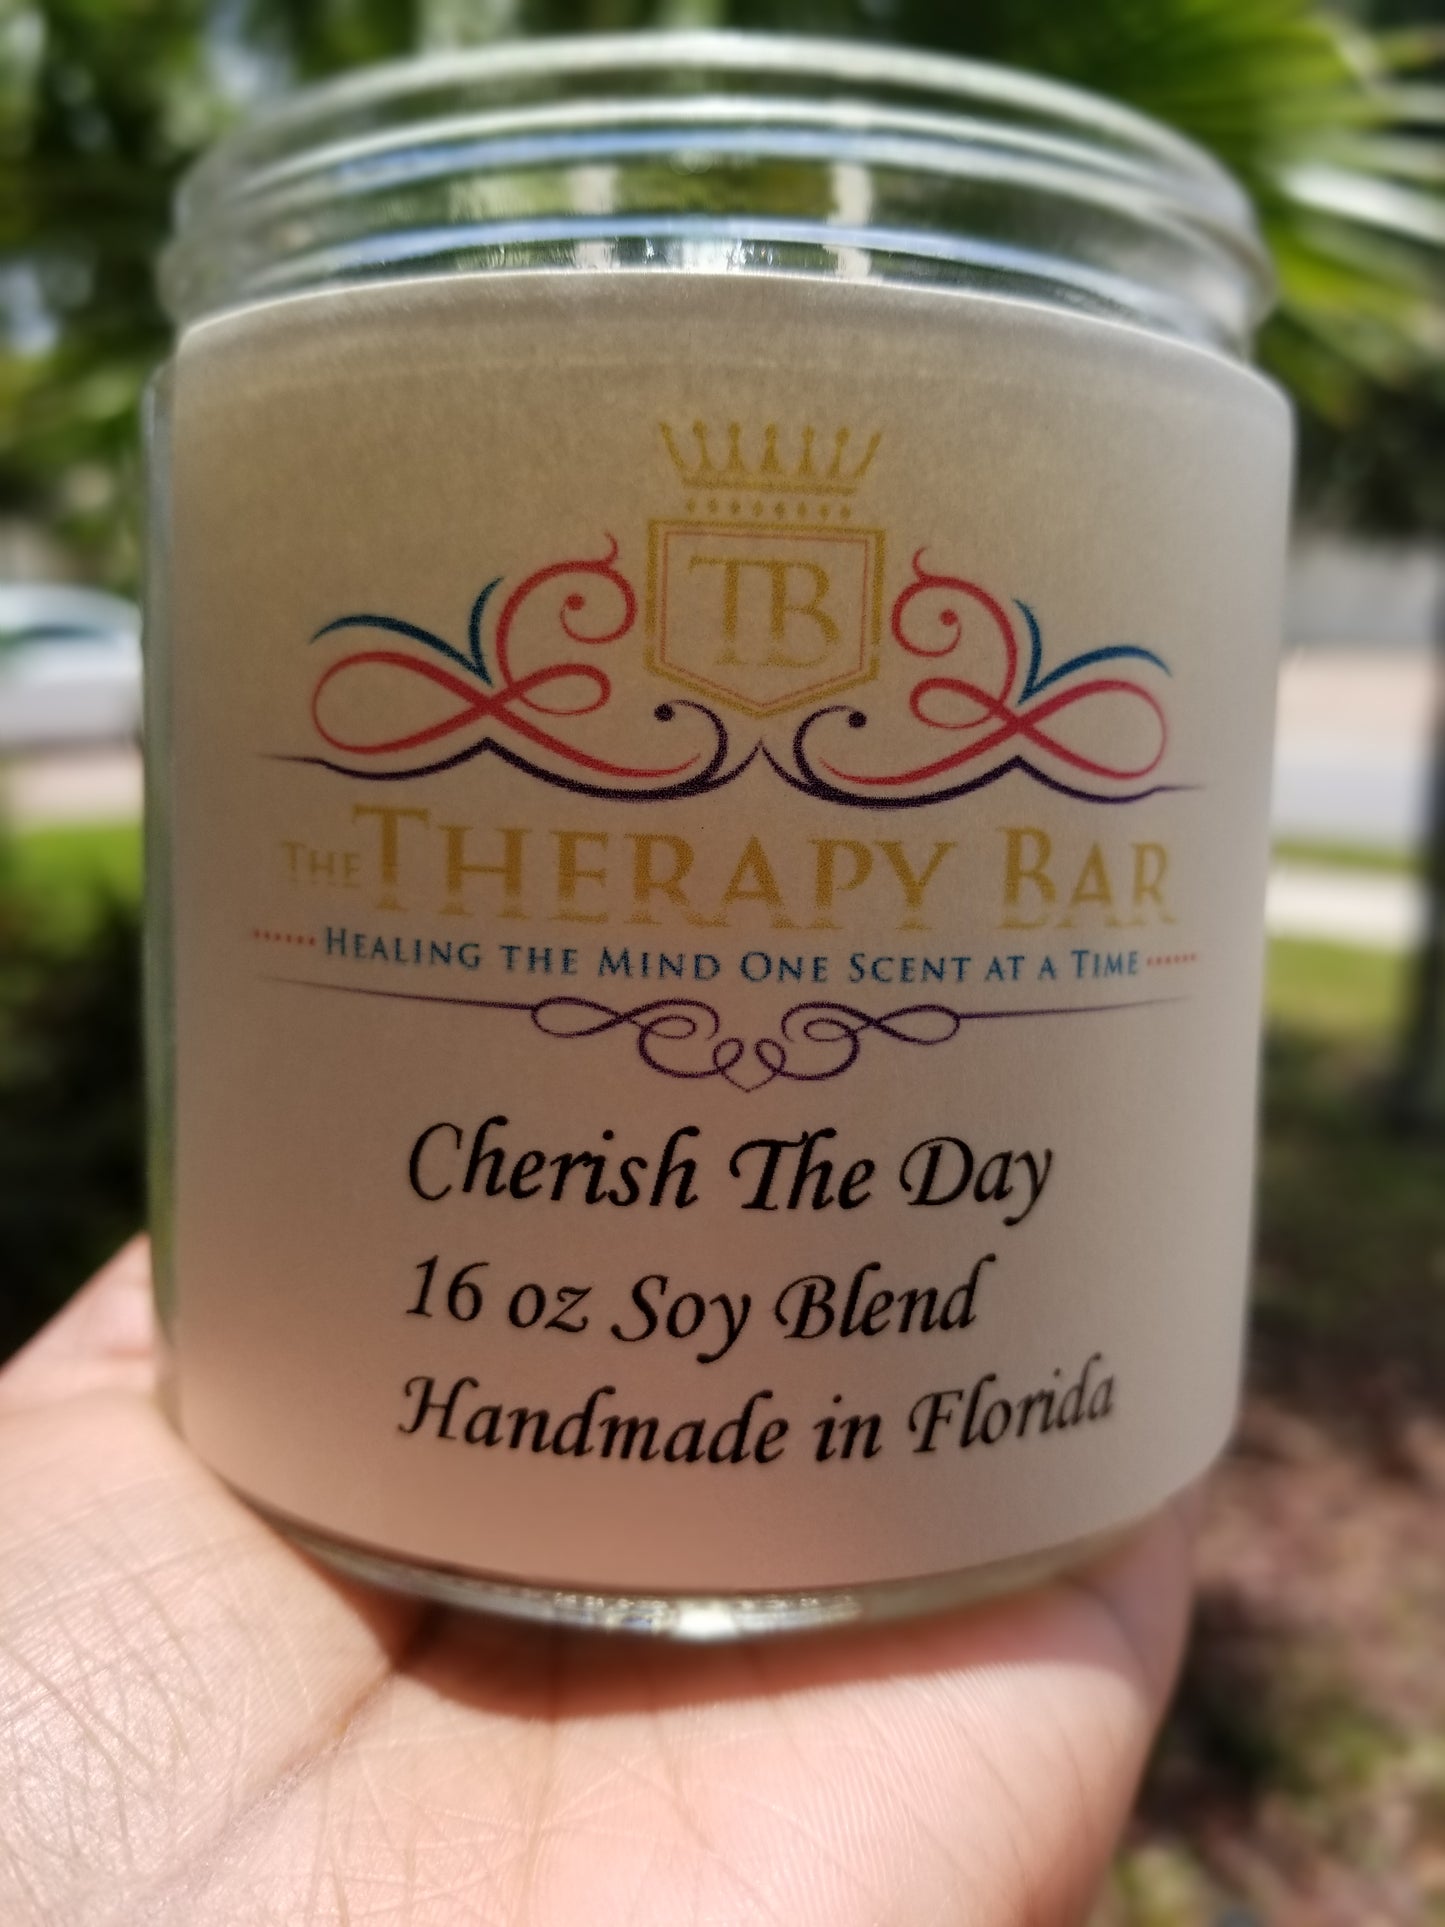 TB
THE THERAPY BAR
HEALING THE MIND ONE SCENT AT A TIME
Cherish The Day
16 oz Soy Blend
Handmade in Florida